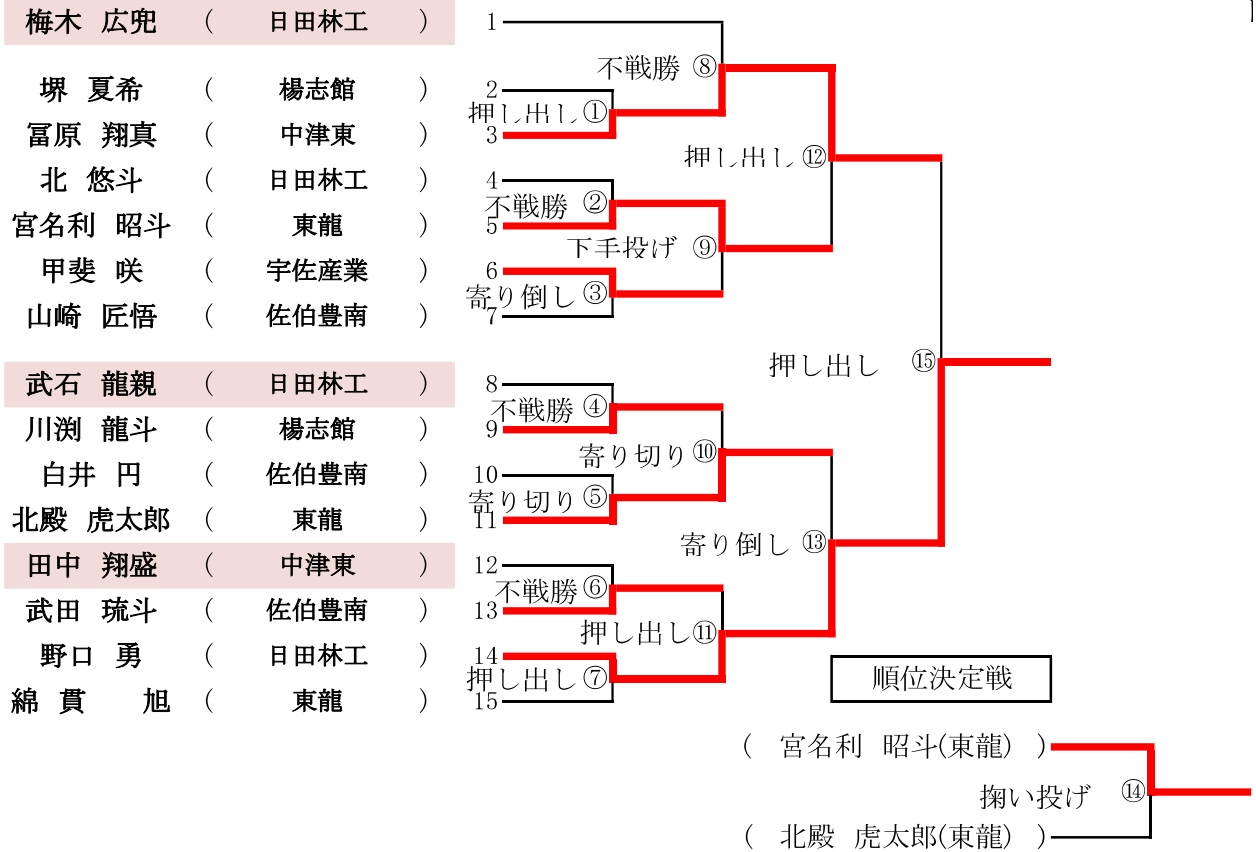 梅木 広兜 ( 日田林工 ) 1
不戦勝 ⑧
堺 夏希 ( 楊志館 ) 2
押し出し ①
冨原 翔真 ( 中津東 ) 3
押し出し ⑫
北 悠斗 ( 日田林工 ) 4
不戦勝 ②
宮名利 昭斗 ( 東龍 ) 5
下手投げ ⑨
甲斐 咲 ( 宇佐産業 ) 6
寄り倒し ③
山崎 匠悟 ( 佐伯豊南 ) 7
押し出し ⑮
武石 龍親 ( 日田林工 ) 8
不戦勝 ④
川渕 龍斗 ( 楊志館 ) 9
寄り切り ⑩
白井 円 ( 佐伯豊南 ) 10
寄り切り ⑤
北殿 虎太郎 ( 東龍 ) 11
寄り倒し ⑬
田中 翔盛 ( 中津東 ) 12
不戦勝 ⑥
武田 琉斗 ( 佐伯豊南 ) 13
押し出し ⑪
野口 勇 ( 日田林工 ) 14
押し出し ⑦
綿貫 旭 ( 東龍 ) 15
順位決定戦
( 宮名利 昭斗(東龍) )
掬い投げ ⑭
( 北殿 虎太郎(東龍) )